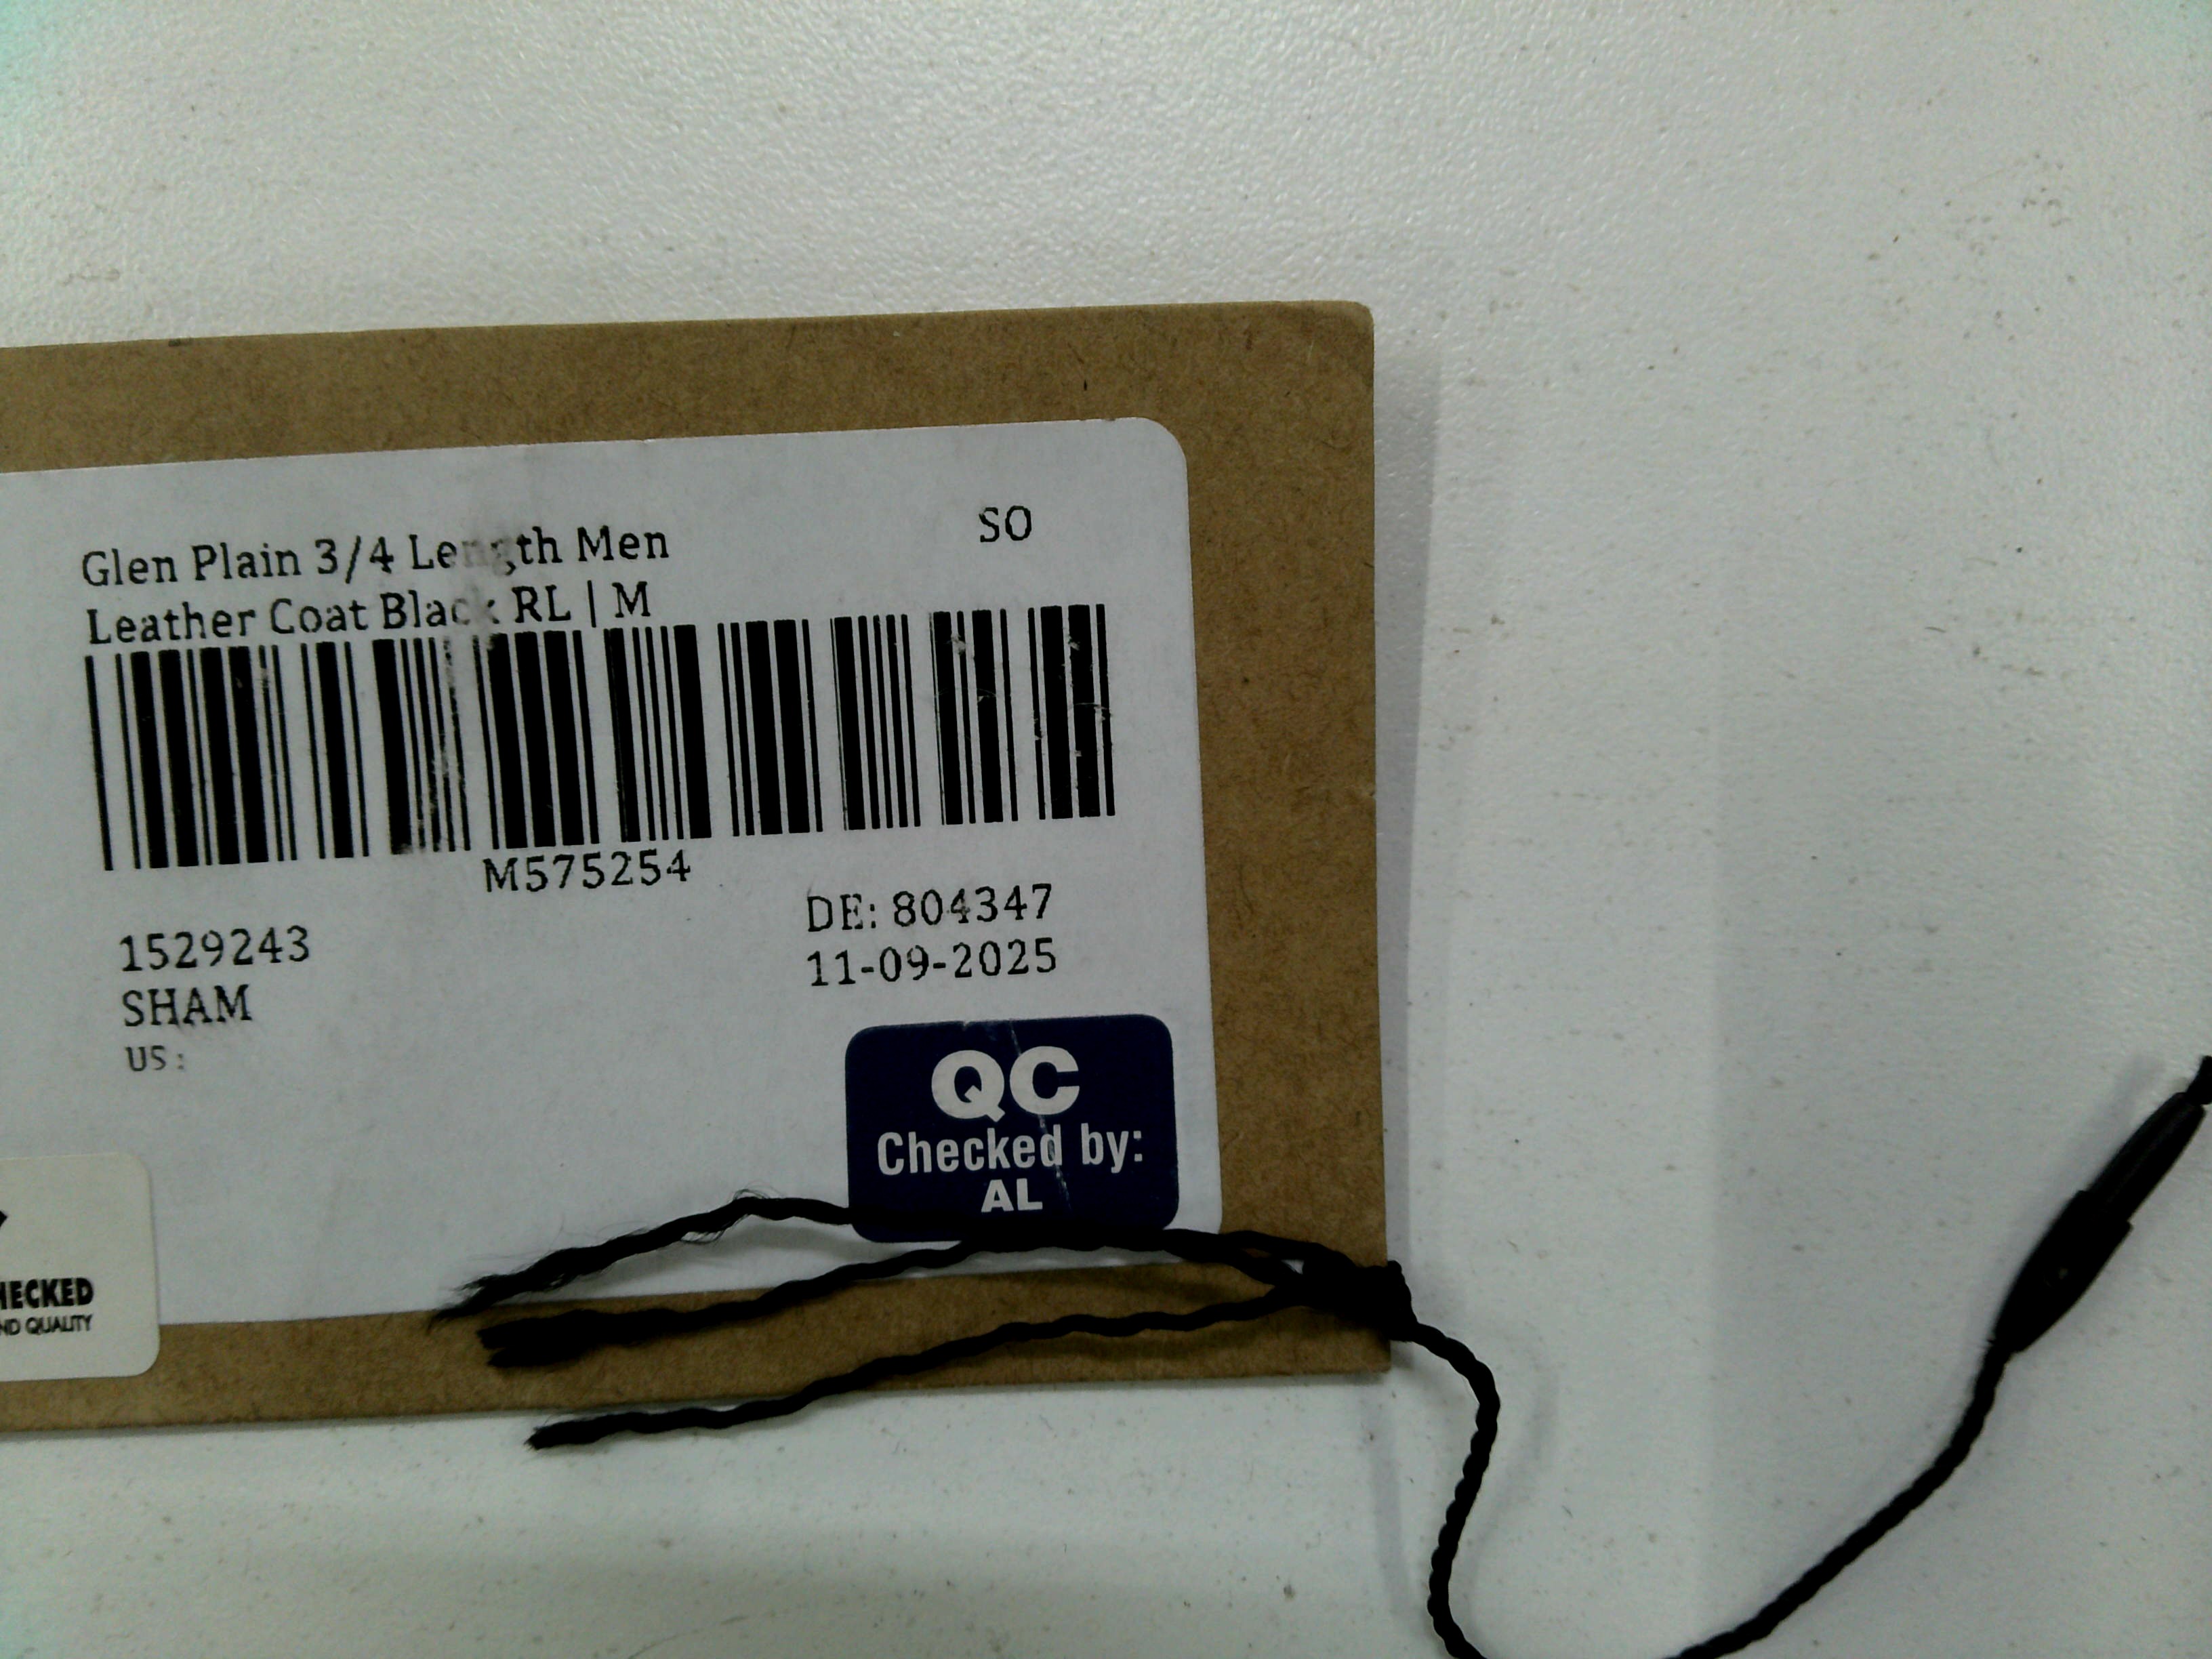 Glen Plain 3/4 Length Men
SO
Leather Coat Black RL | M
M575254
DE: 804347
1529243
11-09-2025
SHAM
US:
QC
Checked by:
AL
HECKED
ND QUALITY